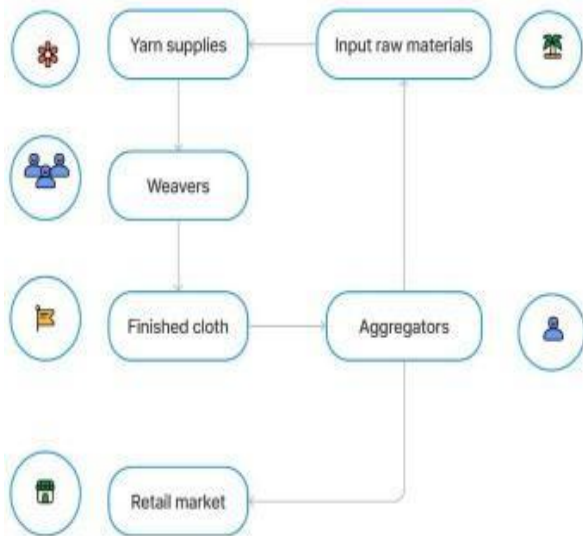 Yarn supplies
Input raw materials
Weavers
Finished cloth
Aggregators
Retail market